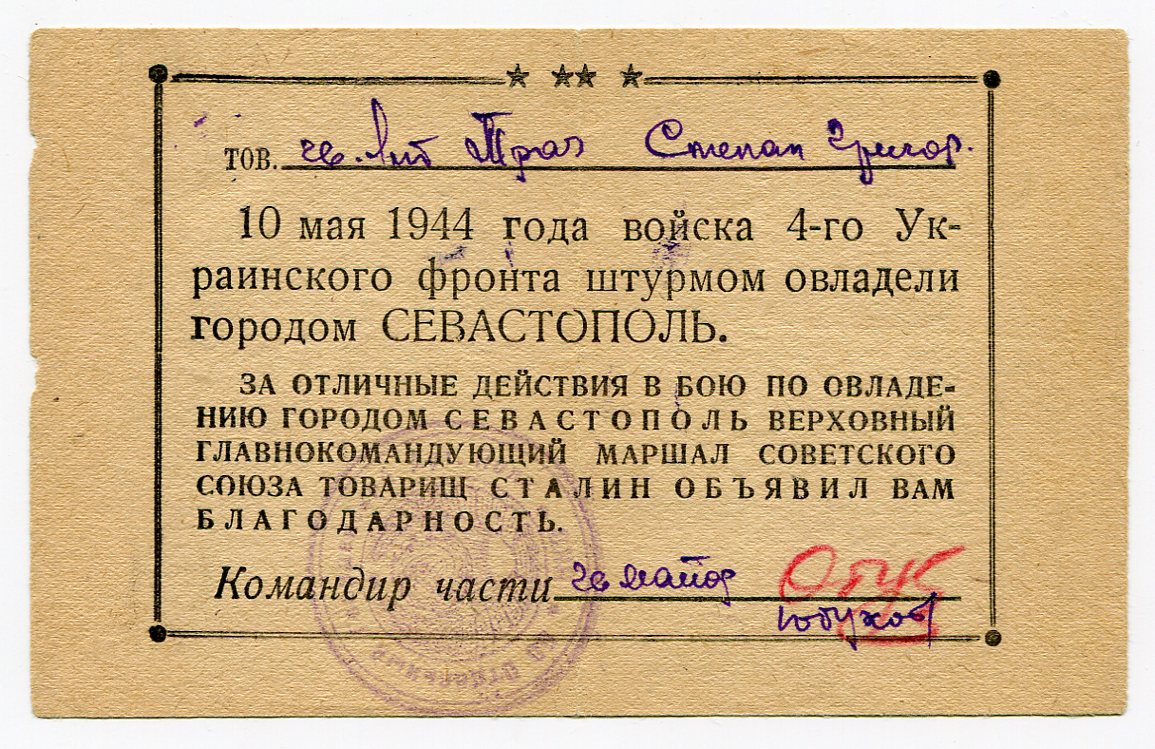 ТОВ. гв. Лит Траз Степан Григор.
10 мая 1944 года войска 4-го Ук-
раинского фронта штурмом овладели
городом СЕВАСТОПОЛЬ.
ЗА ОТЛИЧНЫЕ ДЕЙСТВИЯ В БОЮ ПО ОВЛАДЕ-
НИЮ ГОРОДОМ СЕВАСТОПОЛЬ ВЕРХОВНЫЙ
ГЛАВНОКОМАНДУЮЩИЙ МАРШАЛ СОВЕТСКОГО
СОЮЗА ТОВАРИЩ СТАЛИН ОБЪЯВИЛ ВАМ
БЛАГОДАРНОСТЬ.
Командир части гв майор